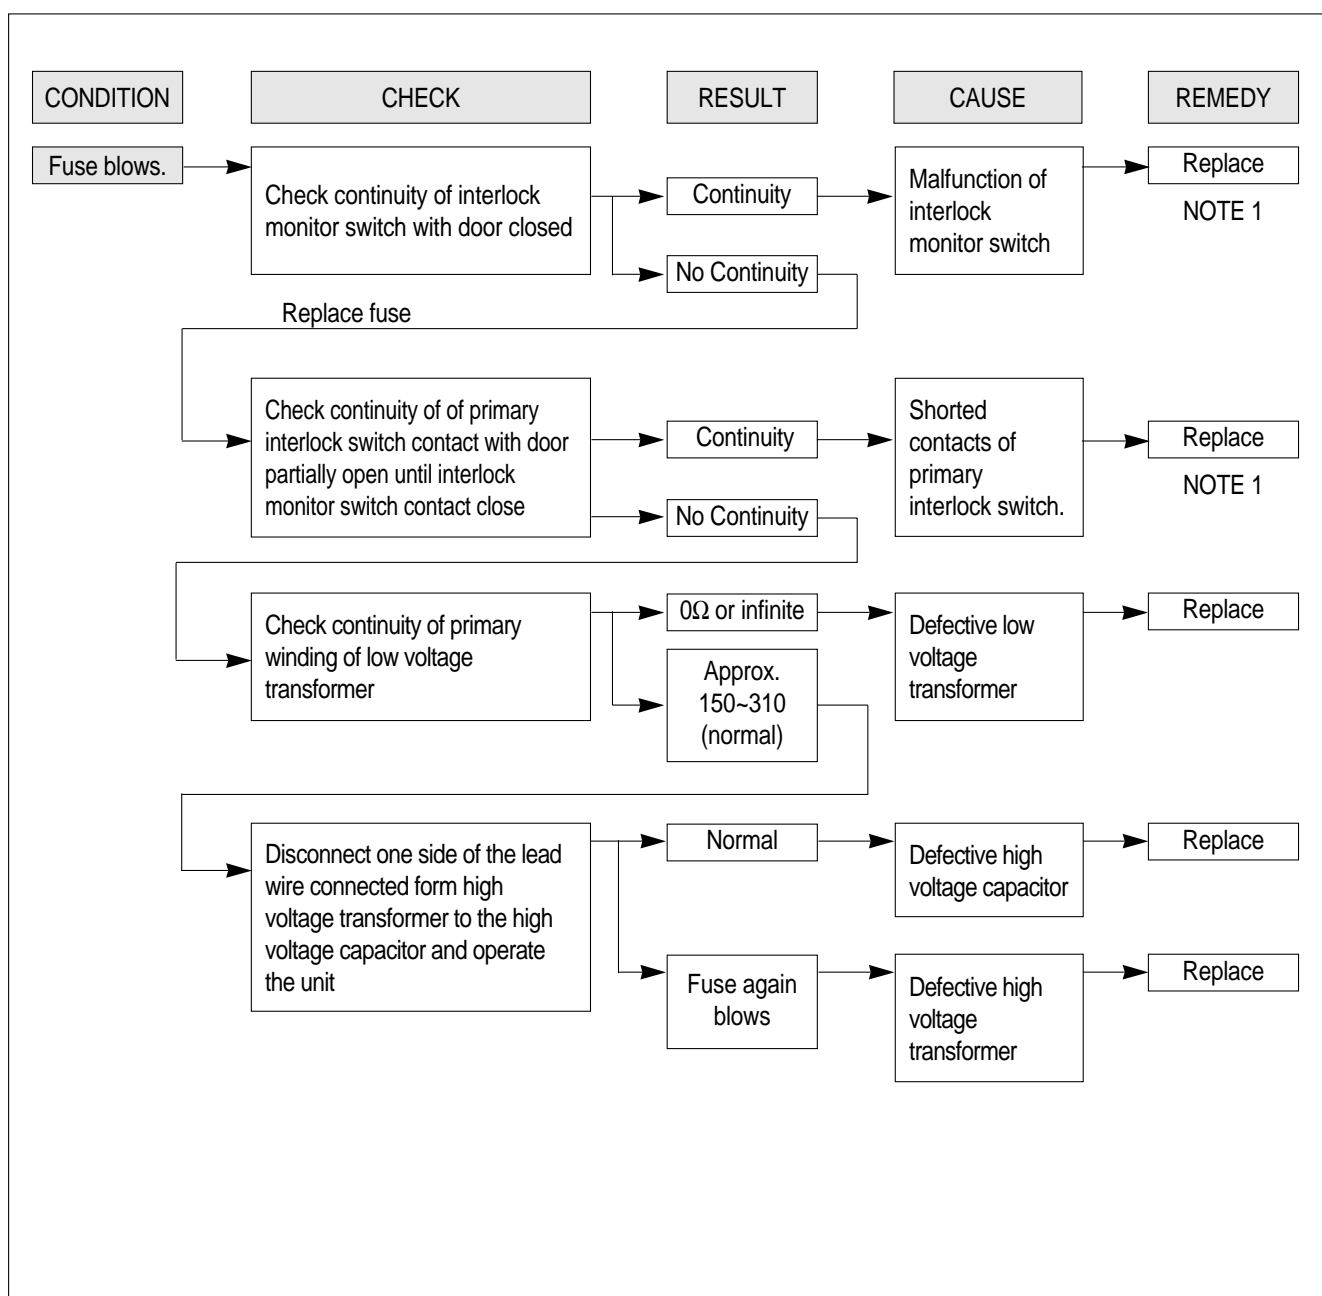 CONDITION
CHECK
RESULT
CAUSE
REMEDY
Fuse blows.
Check continuity of interlock
monitor switch with door closed
Continuity
Malfunction of
interlock
monitor switch
Replace
NOTE 1
No Continuity
Replace fuse
Check continuity of of primary
interlock switch contact with door
partially open until interlock
monitor switch contact close
Continuity
Shorted
contacts of
primary
interlock switch.
Replace
NOTE 1
No Continuity
Check continuity of primary
winding of low voltage
transformer
0Ω or infinite
Defective low
voltage
transformer
Replace
Approx.
150~310
(normal)
Disconnect one side of the lead
wire connected form high
voltage transformer to the high
voltage capacitor and operate
the unit
Normal
Defective high
voltage capacitor
Replace
Fuse again
blows
Defective high
voltage
transformer
Replace